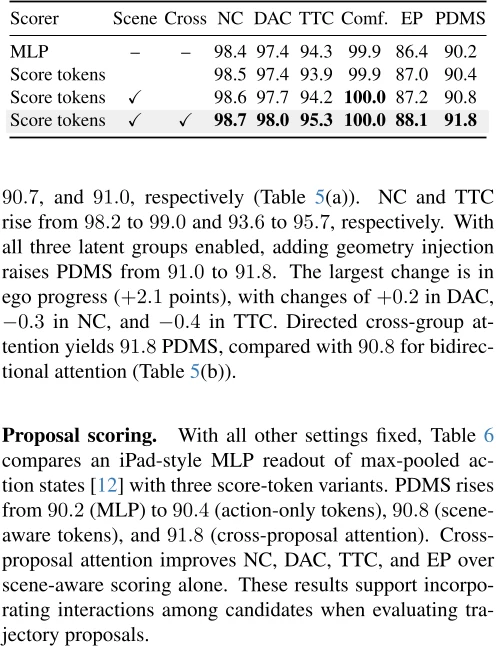 Scorer Scene Cross NC DAC TTC Comf. EP PDMS
MLP – – 98.4 97.4 94.3 99.9 86.4 90.2
Score tokens 98.5 97.4 93.9 99.9 87.0 90.4
Score tokens ✓ 98.6 97.7 94.2 100.0 87.2 90.8
Score tokens ✓ ✓ 98.7 98.0 95.3 100.0 88.1 91.8
90.7, and 91.0, respectively (Table 5(a)). NC and TTC
rise from 98.2 to 99.0 and 93.6 to 95.7, respectively. With
all three latent groups enabled, adding geometry injection
raises PDMS from 91.0 to 91.8. The largest change is in
ego progress (+2.1 points), with changes of +0.2 in DAC,
−0.3 in NC, and −0.4 in TTC. Directed cross-group at-
tention yields 91.8 PDMS, compared with 90.8 for bidirec-
tional attention (Table 5(b)).
Proposal scoring. With all other settings fixed, Table 6
compares an iPad-style MLP readout of max-pooled ac-
tion states [12] with three score-token variants. PDMS rises
from 90.2 (MLP) to 90.4 (action-only tokens), 90.8 (scene-
aware tokens), and 91.8 (cross-proposal attention). Cross-
proposal attention improves NC, DAC, TTC, and EP over
scene-aware scoring alone. These results support incorpo-
rating interactions among candidates when evaluating tra-
jectory proposals.